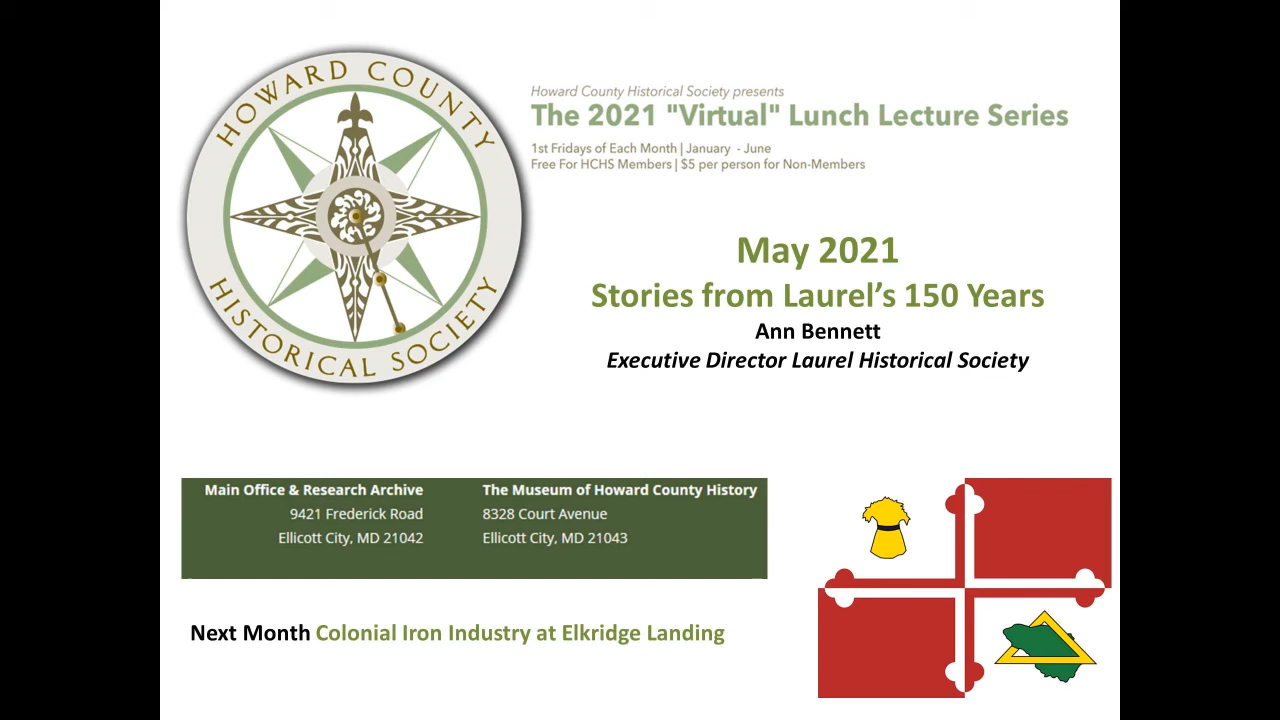 HOWARD COUNTY
HISTORICAL SOCIETY
Howard County Historical Society presents
The 2021 "Virtual" Lunch Lecture Series
1st Fridays of Each Month | January - June
Free For HCHS Members | $5 per person for Non-Members
May 2021
Stories from Laurel’s 150 Years
Ann Bennett
Executive Director Laurel Historical Society
Main Office & Research Archive
9421 Frederick Road
Ellicott City, MD 21042
The Museum of Howard County History
8328 Court Avenue
Ellicott City, MD 21043
Next Month Colonial Iron Industry at Elkridge Landing